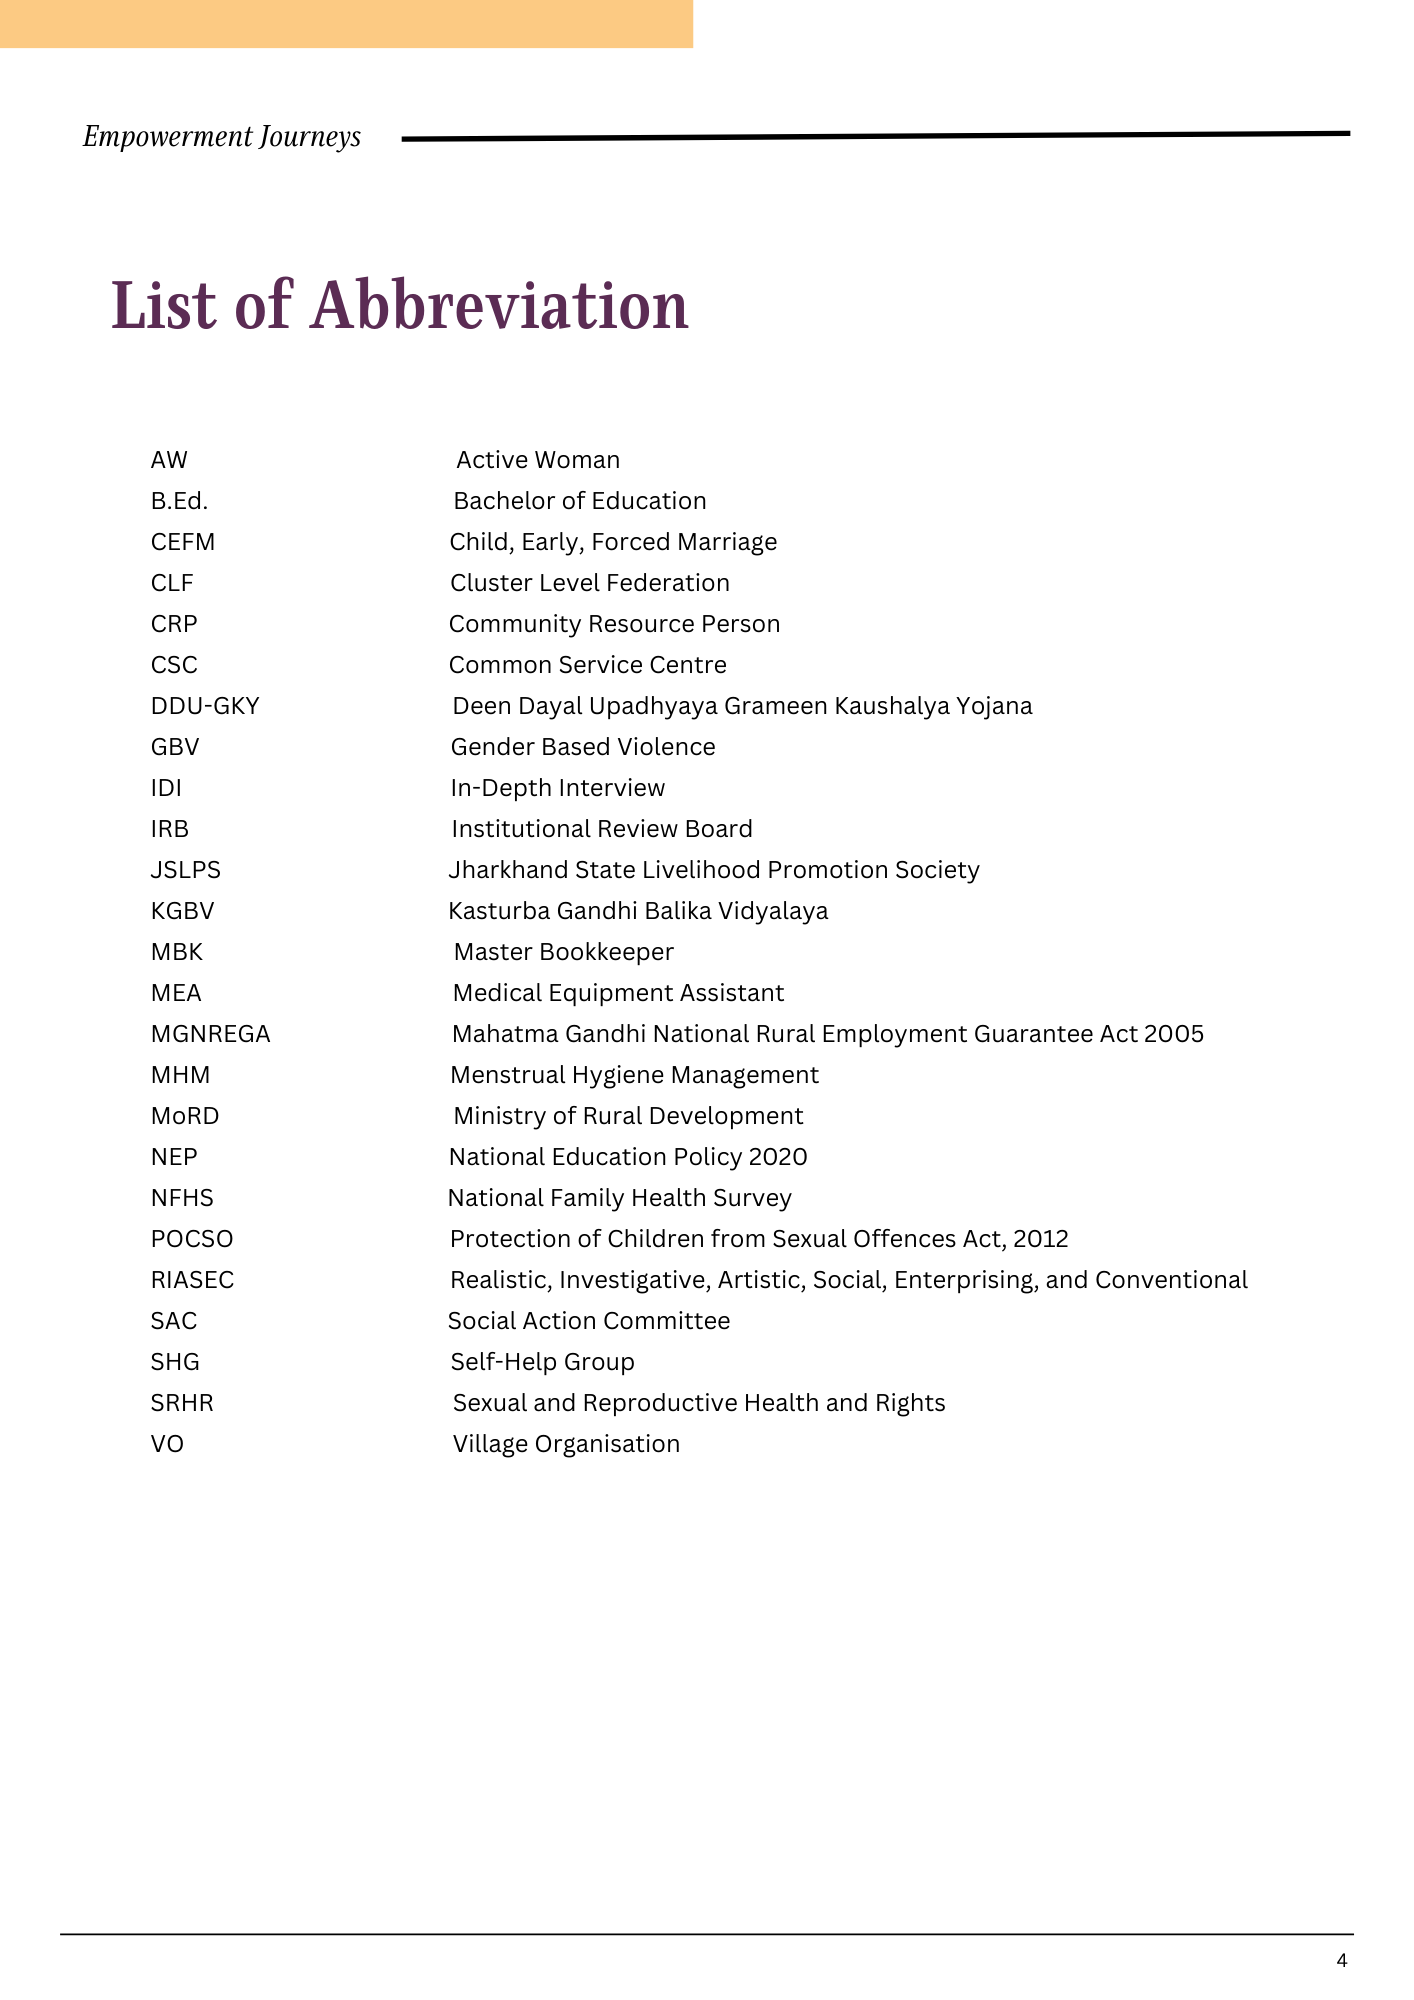 Empowerment Journeys
List of Abbreviation
AW Active Woman
B.Ed. Bachelor of Education
CEFM Child, Early, Forced Marriage
CLF Cluster Level Federation
CRP Community Resource Person
CSC Common Service Centre
DDU-GKY Deen Dayal Upadhyaya Grameen Kaushalya Yojana
GBV Gender Based Violence
IDI In-Depth Interview
IRB Institutional Review Board
JSLPS Jharkhand State Livelihood Promotion Society
KGBV Kasturba Gandhi Balika Vidyalaya
MBK Master Bookkeeper
MEA Medical Equipment Assistant
MGNREGA Mahatma Gandhi National Rural Employment Guarantee Act 2005
MHM Menstrual Hygiene Management
MoRD Ministry of Rural Development
NEP National Education Policy 2020
NFHS National Family Health Survey
POCSO Protection of Children from Sexual Offences Act, 2012
RIASEC Realistic, Investigative, Artistic, Social, Enterprising, and Conventional
SAC Social Action Committee
SHG Self-Help Group
SRHR Sexual and Reproductive Health and Rights
VO Village Organisation
4